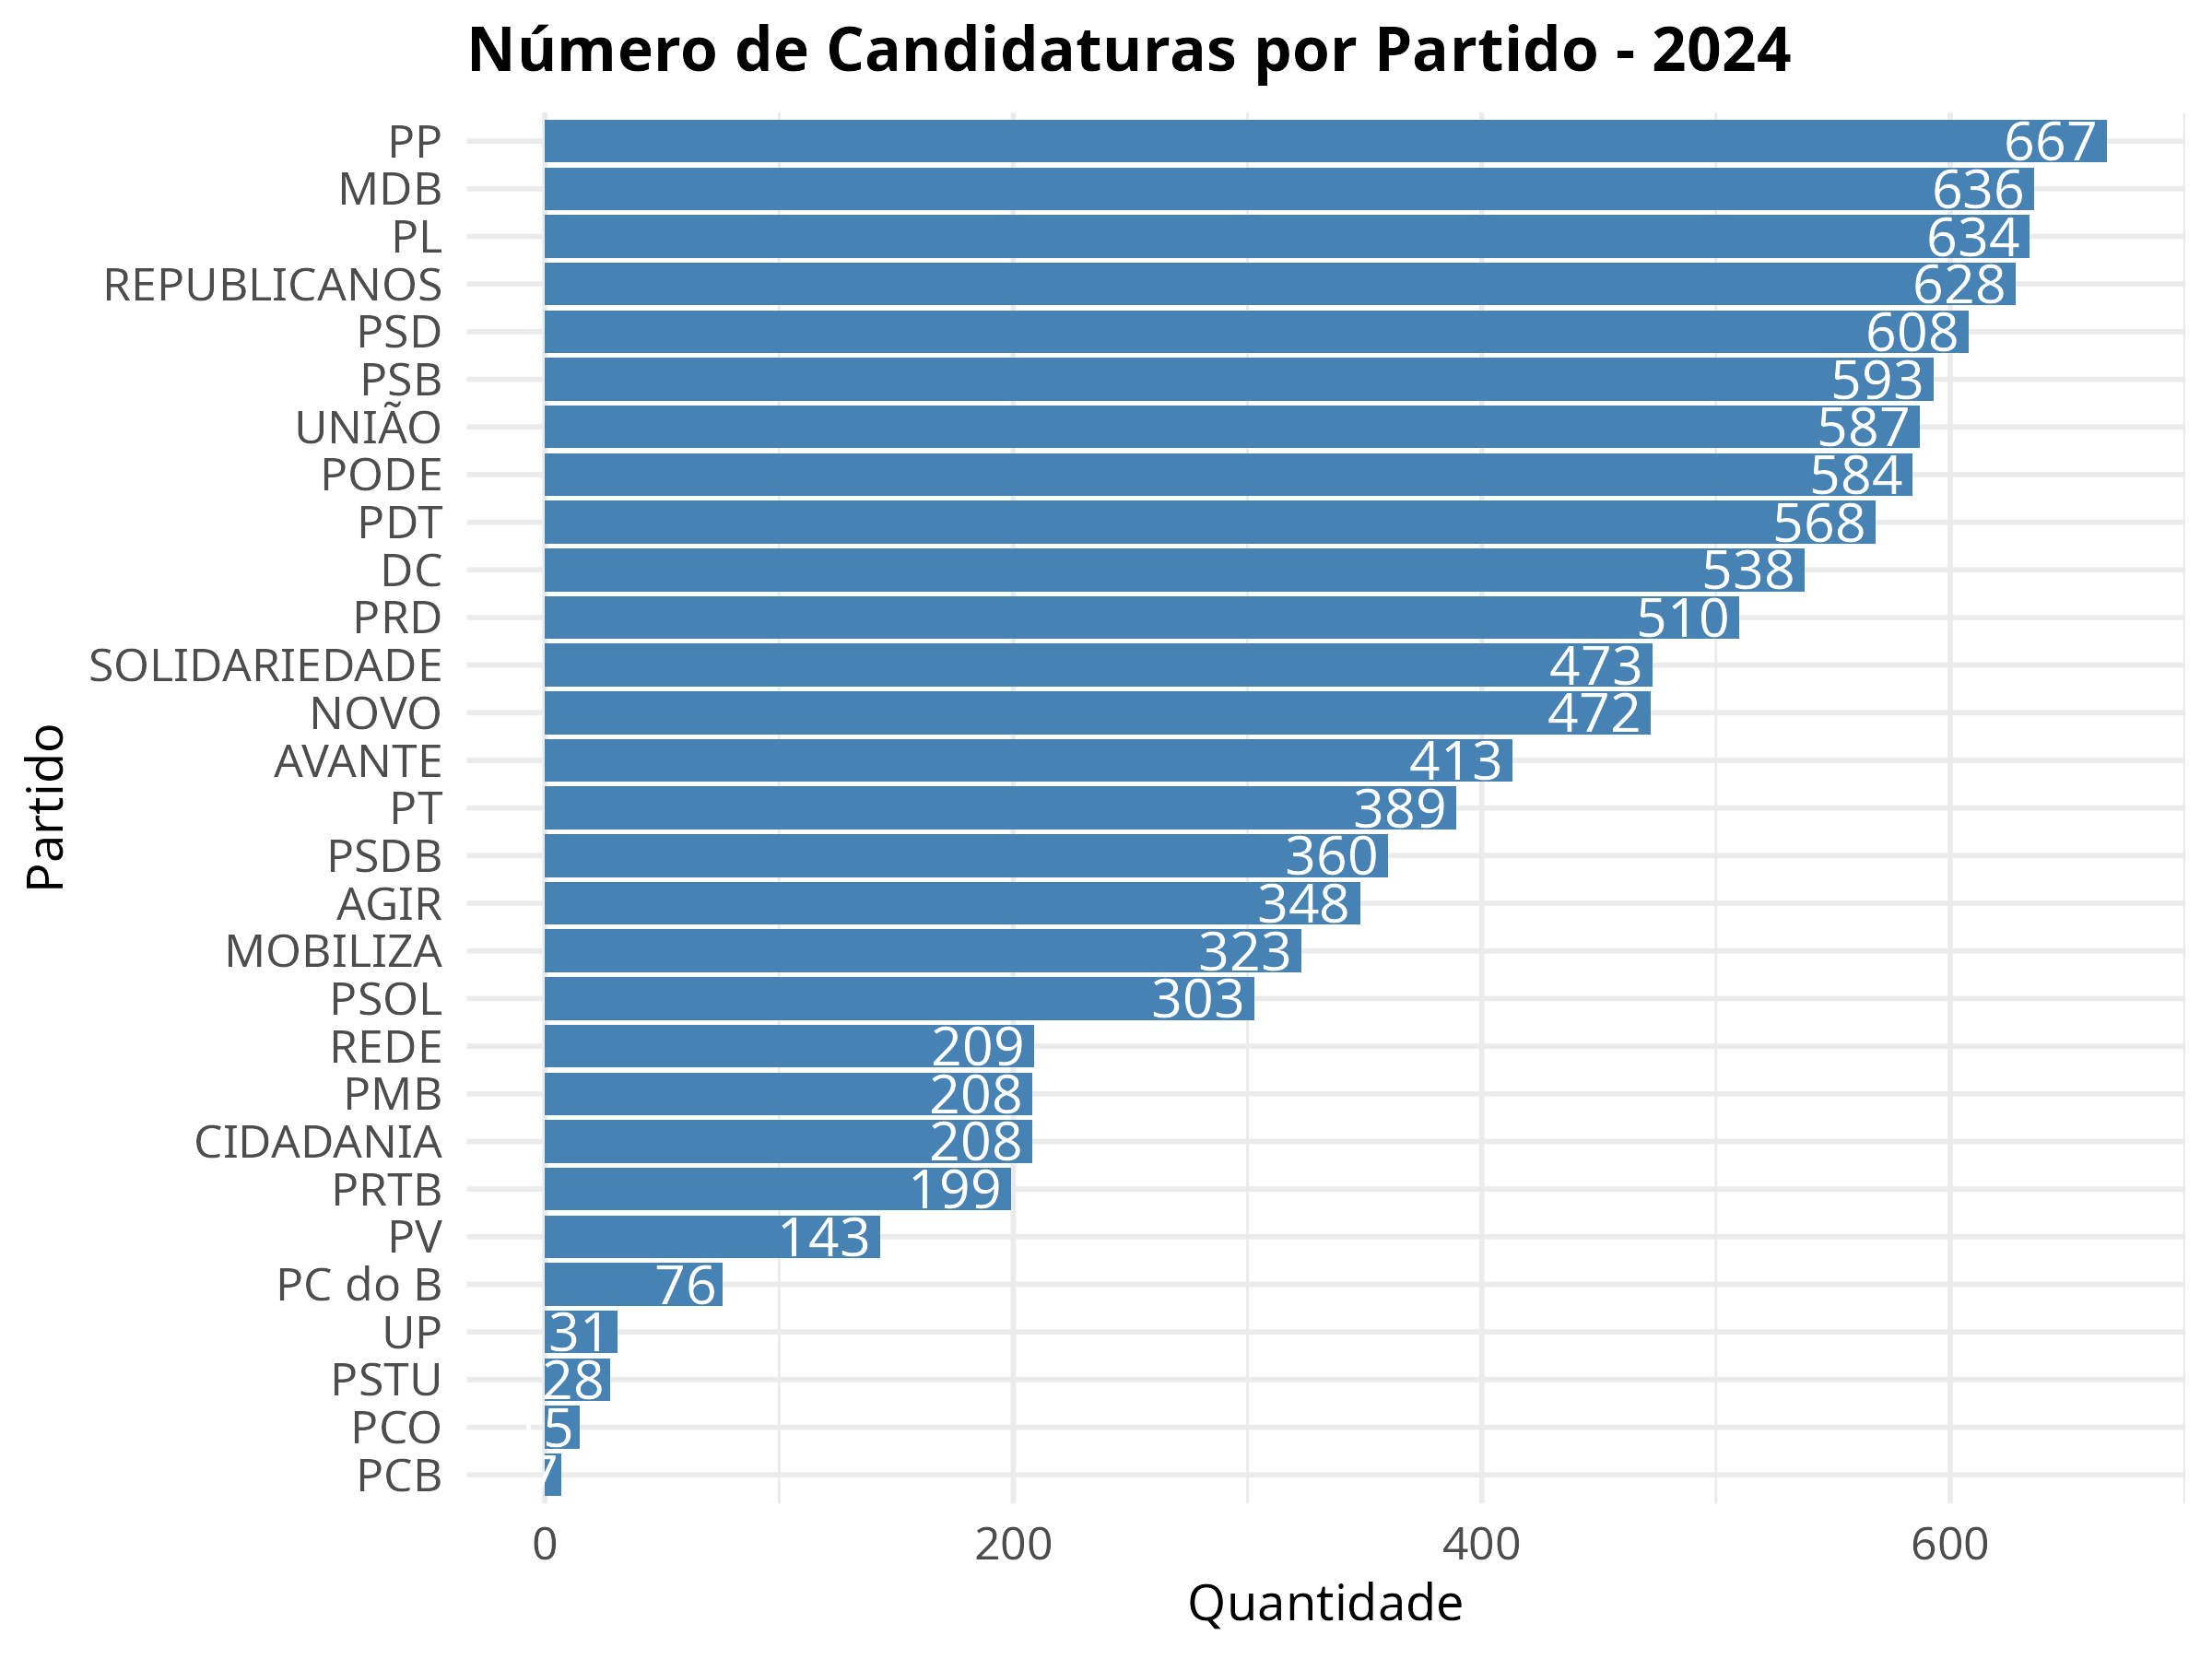 Número de Candidaturas por Partido - 2024
Partido
PP 667
MDB 636
PL 634
REPUBLICANOS 628
PSD 608
PSB 593
UNIÃO 587
PODE 584
PDT 568
DC 538
PRD 510
SOLIDARIEDADE 473
NOVO 472
AVANTE 413
PT 389
PSDB 360
AGIR 348
MOBILIZA 323
PSOL 303
REDE 209
PMB 208
CIDADANIA 208
PRTB 199
PV 143
PC do B 76
UP 31
PSTU 28
PCO 5
PCB 7
0 200 400 600
Quantidade